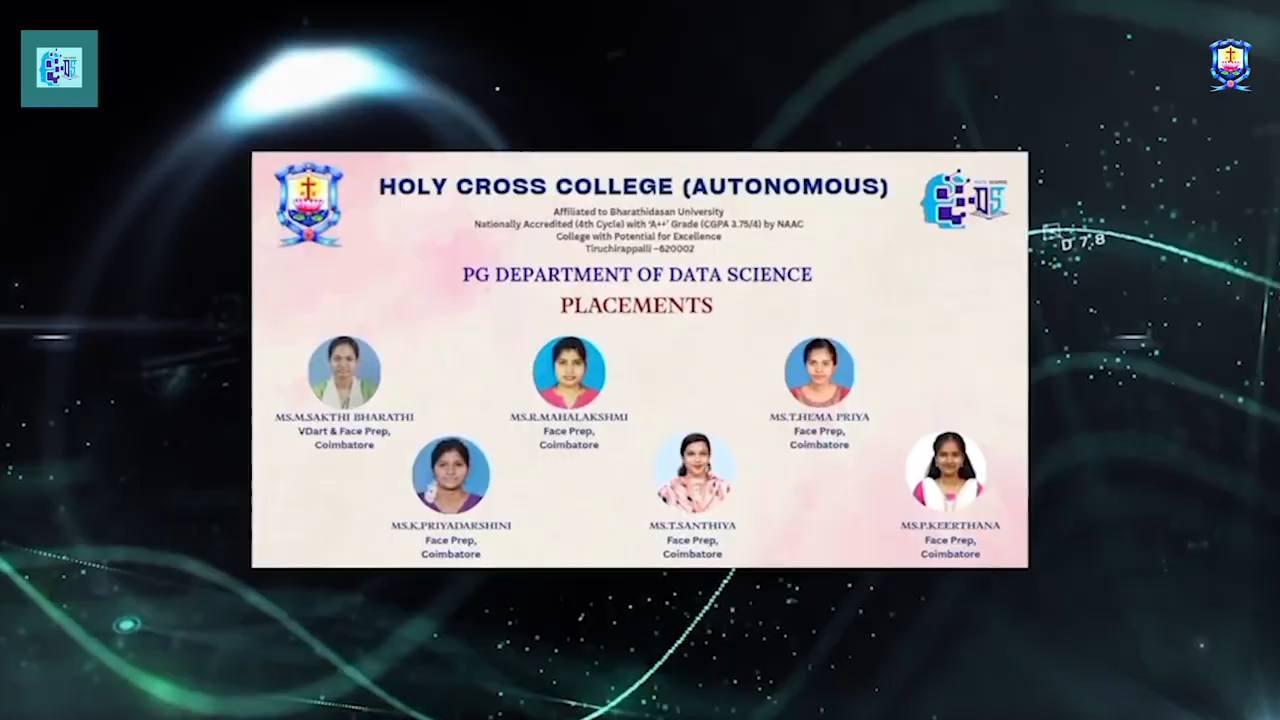 HOLY CROSS COLLEGE (AUTONOMOUS)
Affiliated to Bharathidasan University
Nationally Accredited (4th Cycle) with 'A++' Grade (CGPA 3.75/4) by NAAC
College with Potential for Excellence
Tiruchirappalli –620002
DS
PG DEPARTMENT OF DATA SCIENCE
PLACEMENTS
D 7.8
MS.M.SAKTHI BHARATHI
VDart & Face Prep,
Coimbatore
MS.R.MAHALAKSHMI
Face Prep,
Coimbatore
MS.T.HEMA PRIYA
Face Prep,
Coimbatore
MS.K.PRIYADARSHINI
Face Prep,
Coimbatore
MS.T.SANTHIYA
Face Prep,
Coimbatore
MS.P.KEERTHANA
Face Prep,
Coimbatore